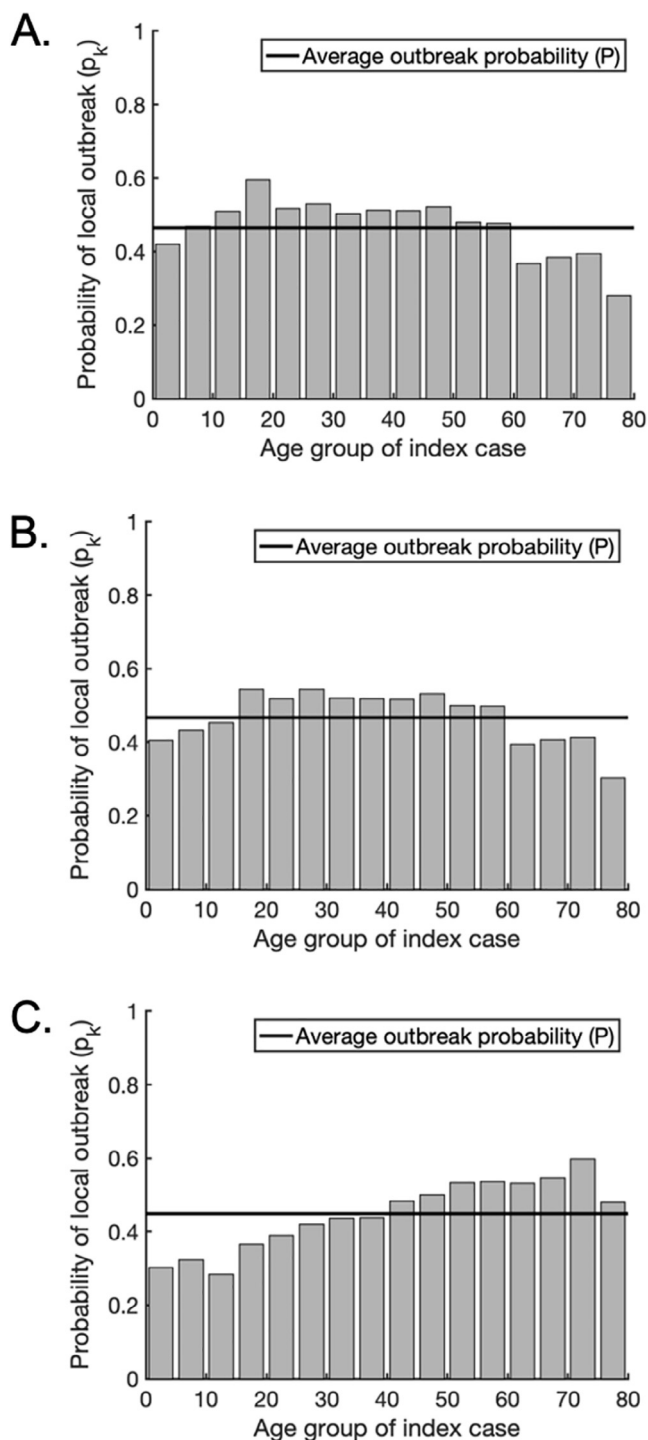 A.
Average outbreak probability (P)
Probability of local outbreak (pk)
1
0.8
0.6
0.4
0.2
0
0 10 20 30 40 50 60 70 80
Age group of index case
B.
Average outbreak probability (P)
Probability of local outbreak (pk)
1
0.8
0.6
0.4
0.2
0
0 10 20 30 40 50 60 70 80
Age group of index case
C.
Average outbreak probability (P)
Probability of local outbreak (pk)
1
0.8
0.6
0.4
0.2
0
0 10 20 30 40 50 60 70 80
Age group of index case